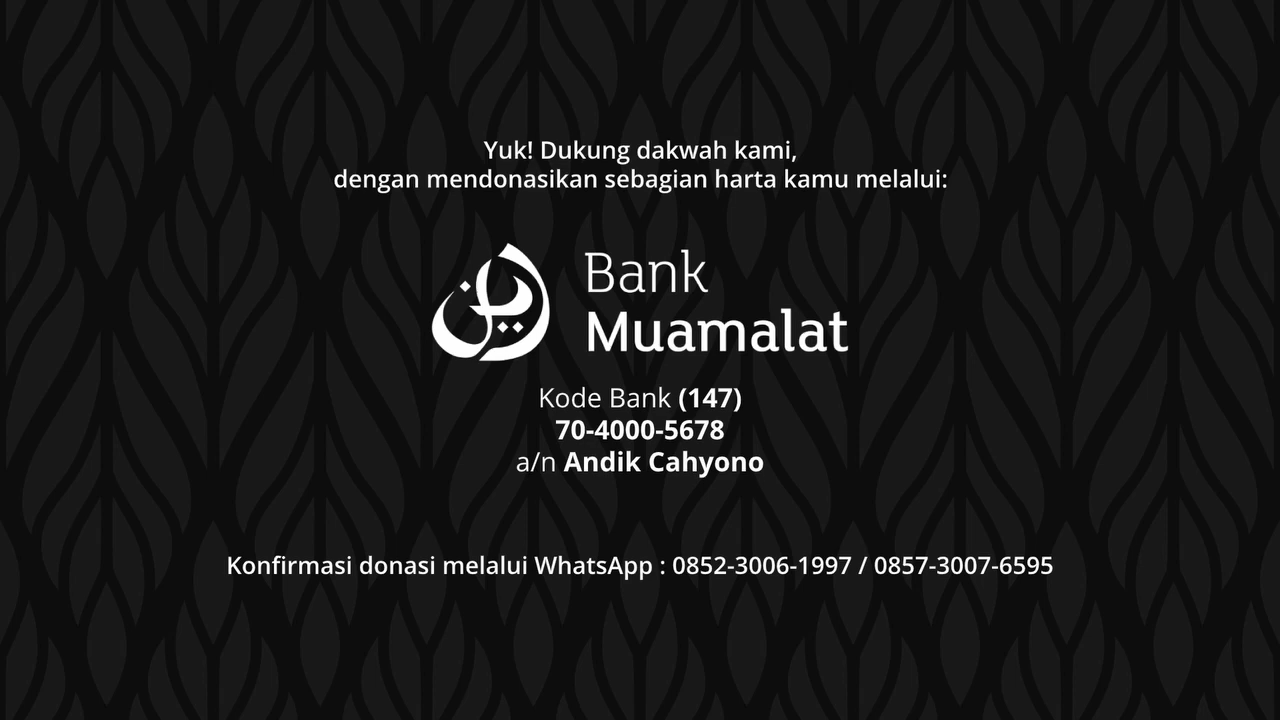 Yuk! Dukung dakwah kami,
dengan mendonasikan sebagian harta kamu melalui:
Bank
Muamalat
Kode Bank (147)
70-4000-5678
a/n Andik Cahyono
Konfirmasi donasi melalui WhatsApp : 0852-3006-1997 / 0857-3007-6595